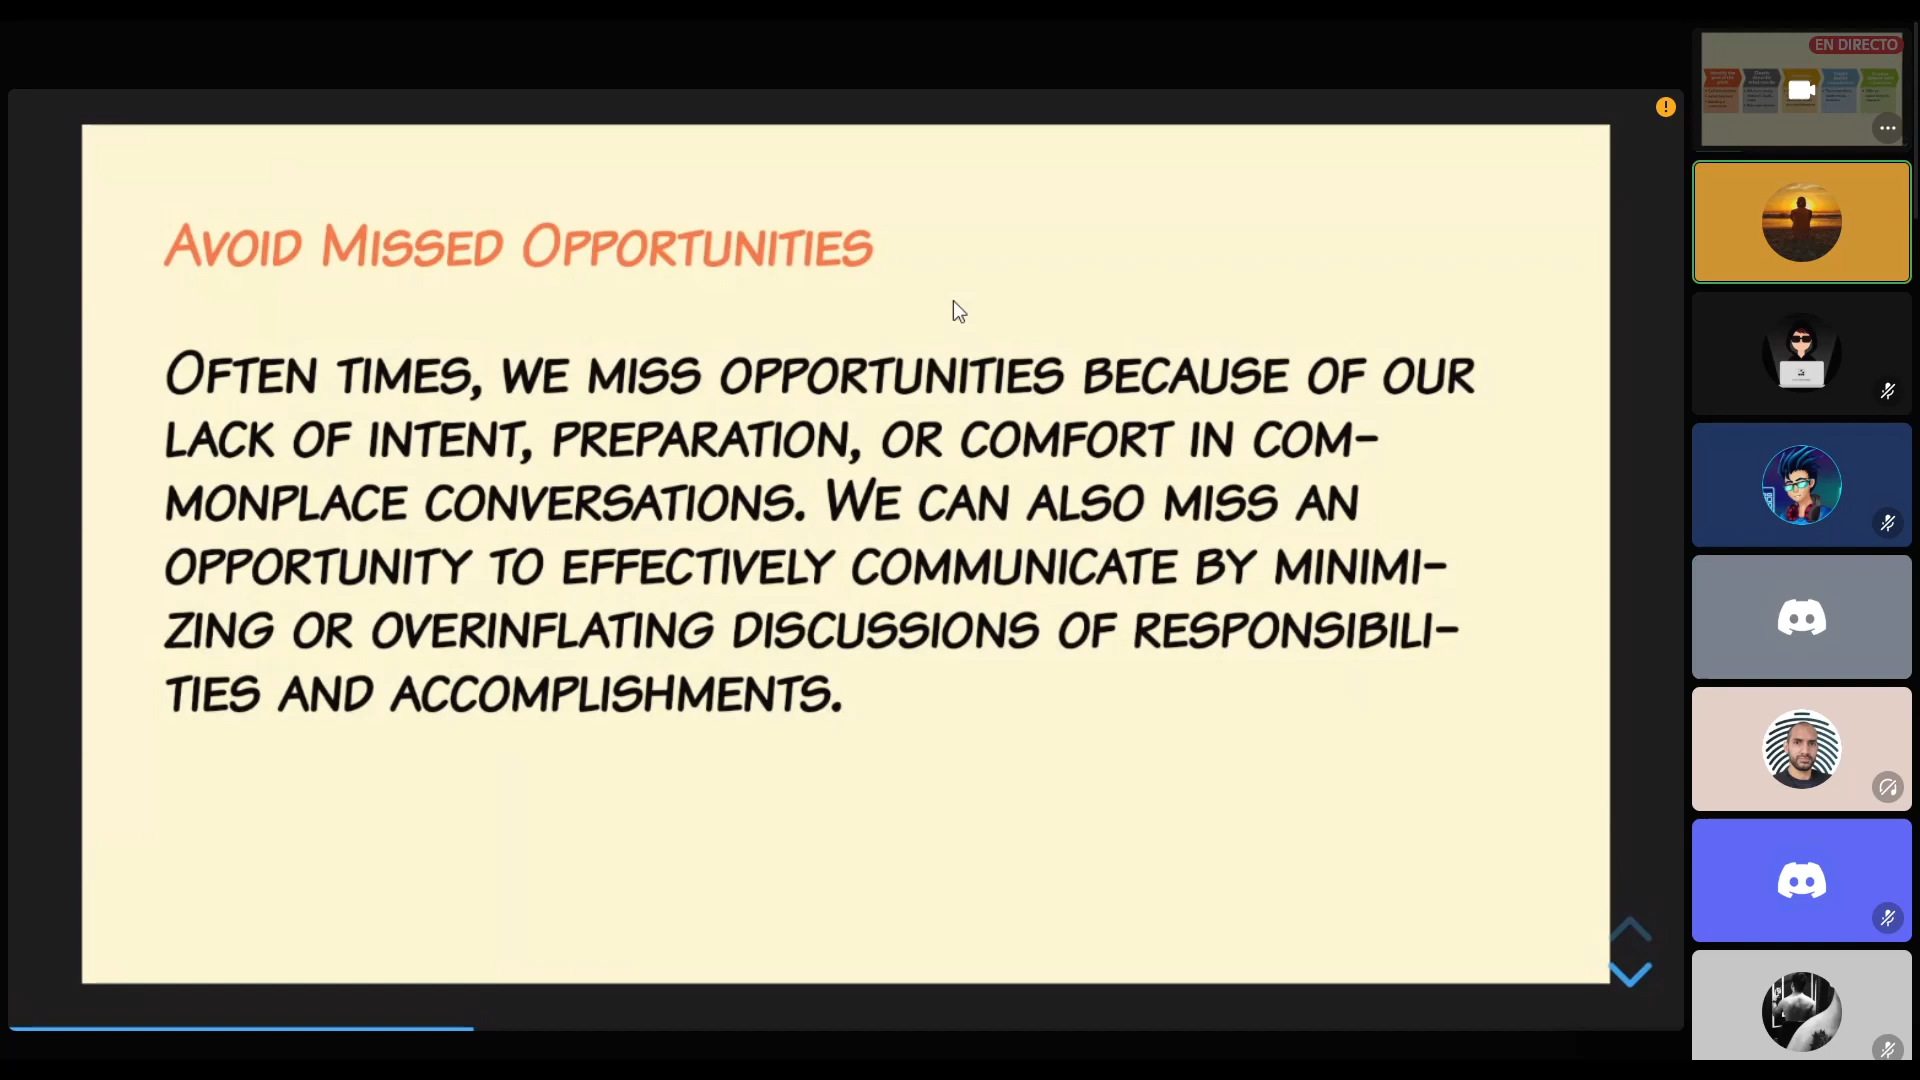 EN DIRECTO
AVOID MISSED OPPORTUNITIES
OFTEN TIMES, WE MISS OPPORTUNITIES BECAUSE OF OUR
LACK OF INTENT, PREPARATION, OR COMFORT IN COM-
MONPLACE CONVERSATIONS. WE CAN ALSO MISS AN
OPPORTUNITY TO EFFECTIVELY COMMUNICATE BY MINIMI-
ZING OR OVERINFLATING DISCUSSIONS OF RESPONSIBILI-
TIES AND ACCOMPLISHMENTS.